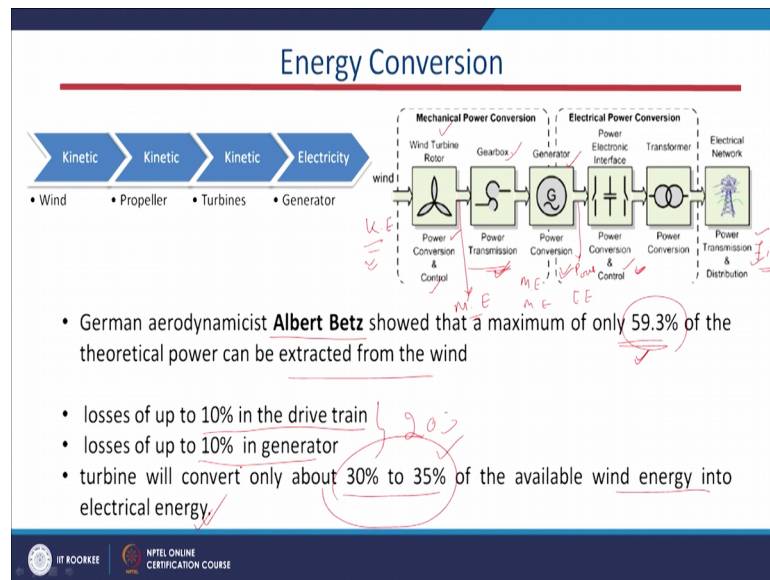 Energy Conversion
Kinetic Kinetic Kinetic Electricity
• Wind • Propeller • Turbines • Generator
Mechanical Power Conversion Electrical Power Conversion
wind
Wind Turbine
Rotor
Gearbox
Generator
Power
Electronic
Interface
Transformer
Electrical
Network
G
Power
Conversion
&
Control
Power
Transmission
Power
Conversion
Power
Conversion
&
Control
Power
Conversion
Power
Transmission
&
Distribution
K.E
M.E
M.E.
M E
E E
• German aerodynamicist Albert Betz showed that a maximum of only 59.3% of the
theoretical power can be extracted from the wind
• losses of up to 10% in the drive train
• losses of up to 10% in generator
20%
• turbine will convert only about 30% to 35% of the available wind energy into
electrical energy.
IIT ROORKEE
NPTEL ONLINE
CERTIFICATION COURSE